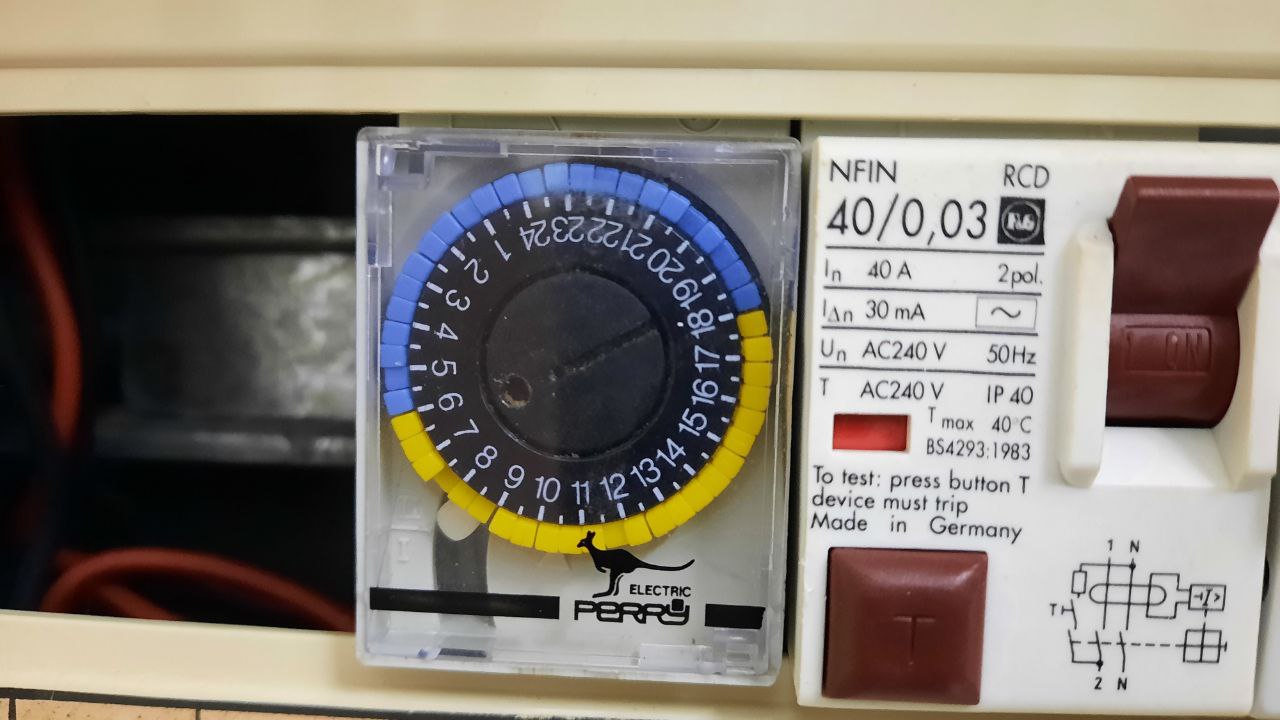 24
1
2
3
4
5
6
7
8
9
10
11
12
13
14
15
16
17
18
19
20
21
22
23
I
ELECTRIC
PERRY
NFIN RCD
40/0,03 F&G
In 40 A 2pol.
IΔn 30 mA ~
Un AC240 V 50Hz
T AC240 V IP 40
Tmax 40°C
BS4293:1983
To test: press button T
device must trip
Made in Germany
1 ON
T
1 N
T
2 N